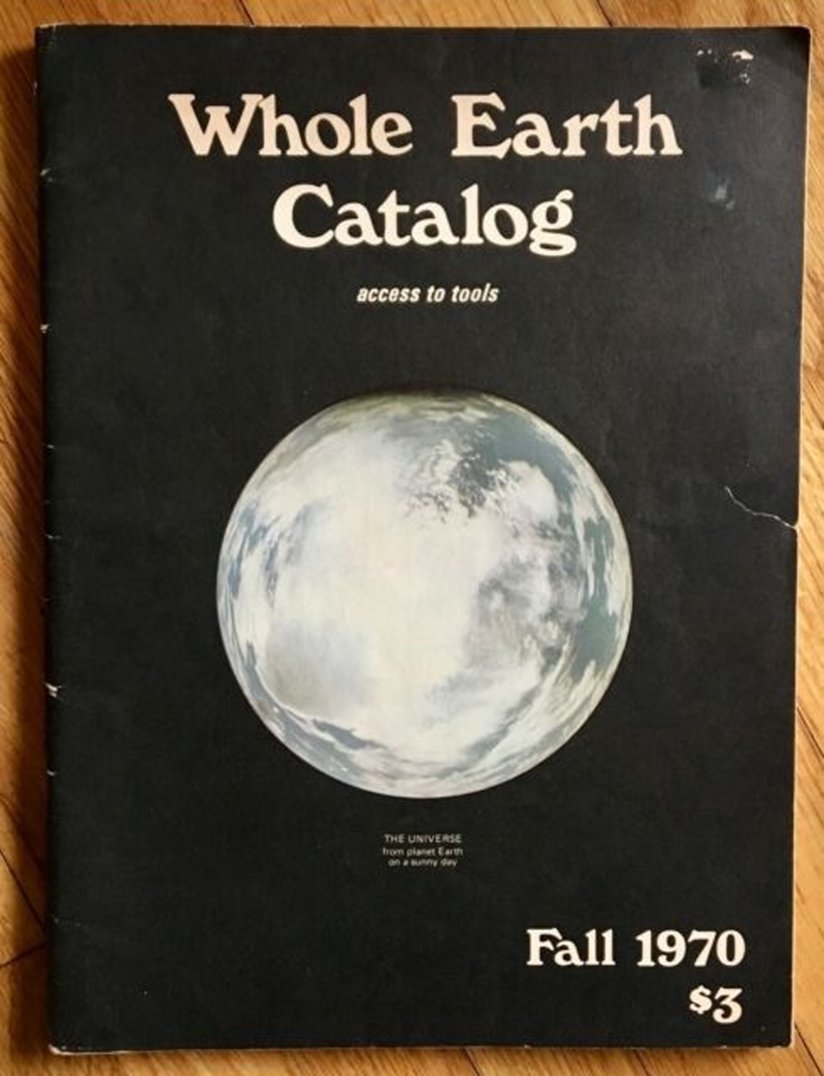 Whole Earth
Catalog
access to tools
THE UNIVERSE
from planet Earth
on a sunny day
Fall 1970
$3